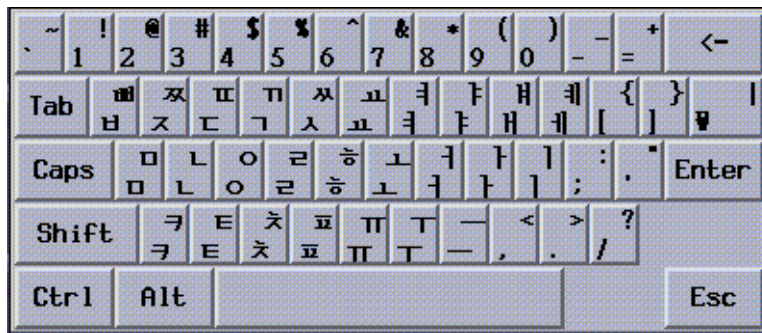 ~ ! @ # $ % ^ & * ( ) _ +
` 1 2 3 4 5 6 7 8 9 0 - = <-
Tab ㅃ ㅉ ㄸ ㄲ ㅆ ㅛ ㅕ ㅑ ㅒ ㅖ { } |
ㅂ ㅈ ㄷ ㄱ ㅅ ㅛ ㅕ ㅑ ㅐ ㅔ [ ] ₩
Caps ㅁ ㄴ ㅇ ㄹ ㅎ ㅗ ㅓ ㅏ ㅣ : " Enter
ㅁ ㄴ ㅇ ㄹ ㅎ ㅗ ㅓ ㅏ ㅣ ; '
Shift ㅋ ㅌ ㅊ ㅍ ㅠ ㅜ ㅡ < > ?
ㅋ ㅌ ㅊ ㅍ ㅠ ㅜ ㅡ , . /
Ctrl Alt Esc